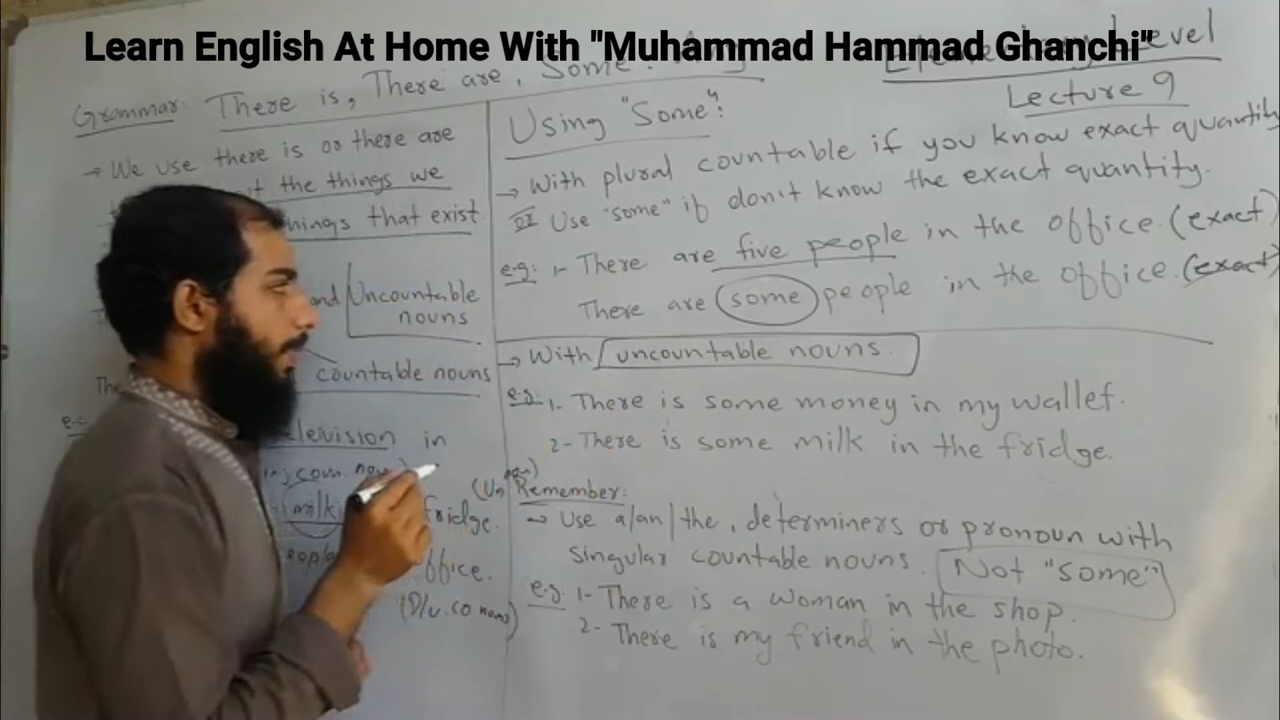 Learn English At Home With "Muhammad Hammad Ghanchi"
Level
Lecture 9
Grammar: There is, There are, Some
→ We use there is or there are
the things we
things that exist
and Uncountable
nouns
countable nouns
e.g
television in
coun. noun)
milk fridge.
people office.
Using "Some":
→ With plural countable if you know exact quantity
Use "some" if don't know the exact quantity.
e.g: 1- There are five people in the office. (exact)
There are some people in the office. (exact)
→ With uncountable nouns.
e.g: 1- There is some money in my wallet.
2- There is some milk in the fridge.
Remember:
→ Use a/an/the, determiners or pronoun with
singular countable nouns. Not "some"
e.g. 1- There is a woman in the shop.
2- There is my friend in the photo.